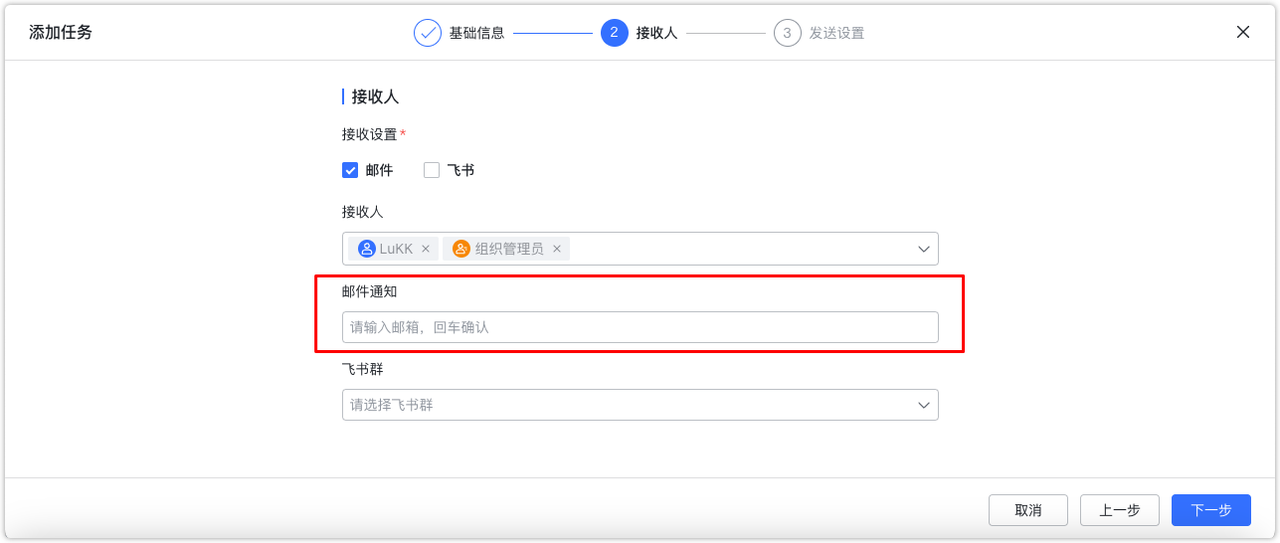 添加任务
基础信息
2 接收人
3 发送设置
接收人
接收设置*
邮件 飞书
接收人
LuKK × 组织管理员 ×
邮件通知
请输入邮箱，回车确认
飞书群
请选择飞书群
取消 上一步 下一步